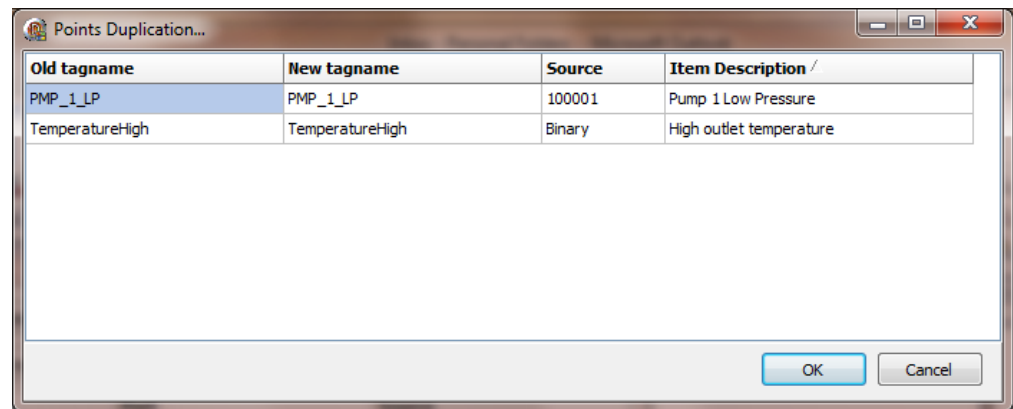 Points Duplication...
Old tagname New tagname Source Item Description
PMP_1_LP PMP_1_LP 100001 Pump 1 Low Pressure
TemperatureHigh TemperatureHigh Binary High outlet temperature
OK Cancel